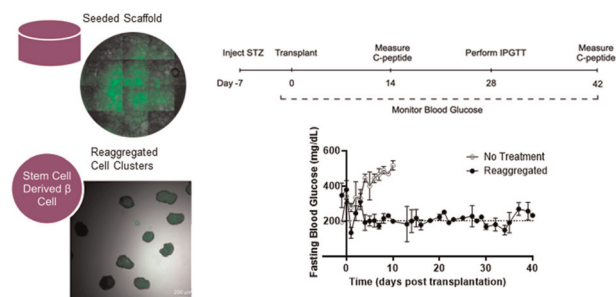 Seeded Scaffold
Reaggregated
Cell Clusters
Stem Cell
Derived β
Cell
200 μm
Inject STZ
Transplant
Measure
C-peptide
Perform IPGTT
Measure
C-peptide
Day -7
0
14
28
42
Monitor Blood Glucose
Fasting Blood Glucose (mg/dL)
600
400
200
No Treatment
Reaggregated
0
10
20
30
40
Time (days post transplantation)